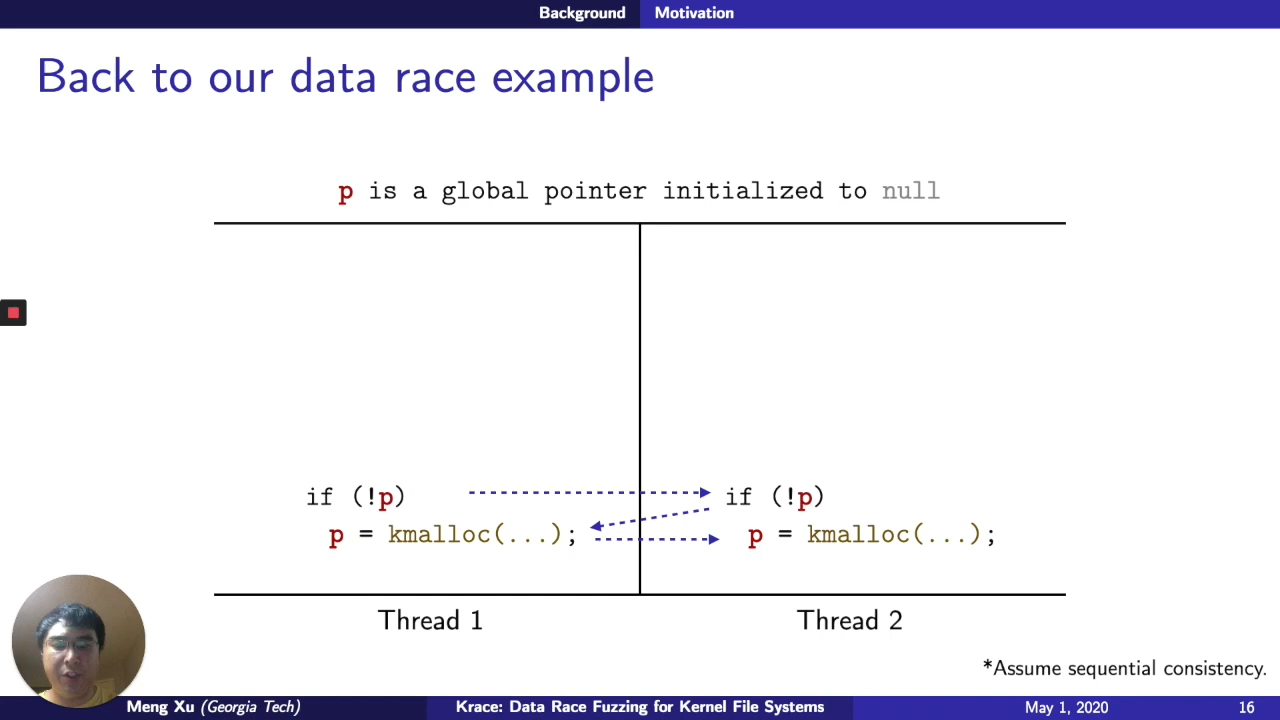 Background Motivation
Back to our data race example
p is a global pointer initialized to null
if (!p) if (!p)
p = kmalloc(...); p = kmalloc(...);
Thread 1 Thread 2
*Assume sequential consistency.
Meng Xu (Georgia Tech) Krace: Data Race Fuzzing for Kernel File Systems May 1, 2020 16